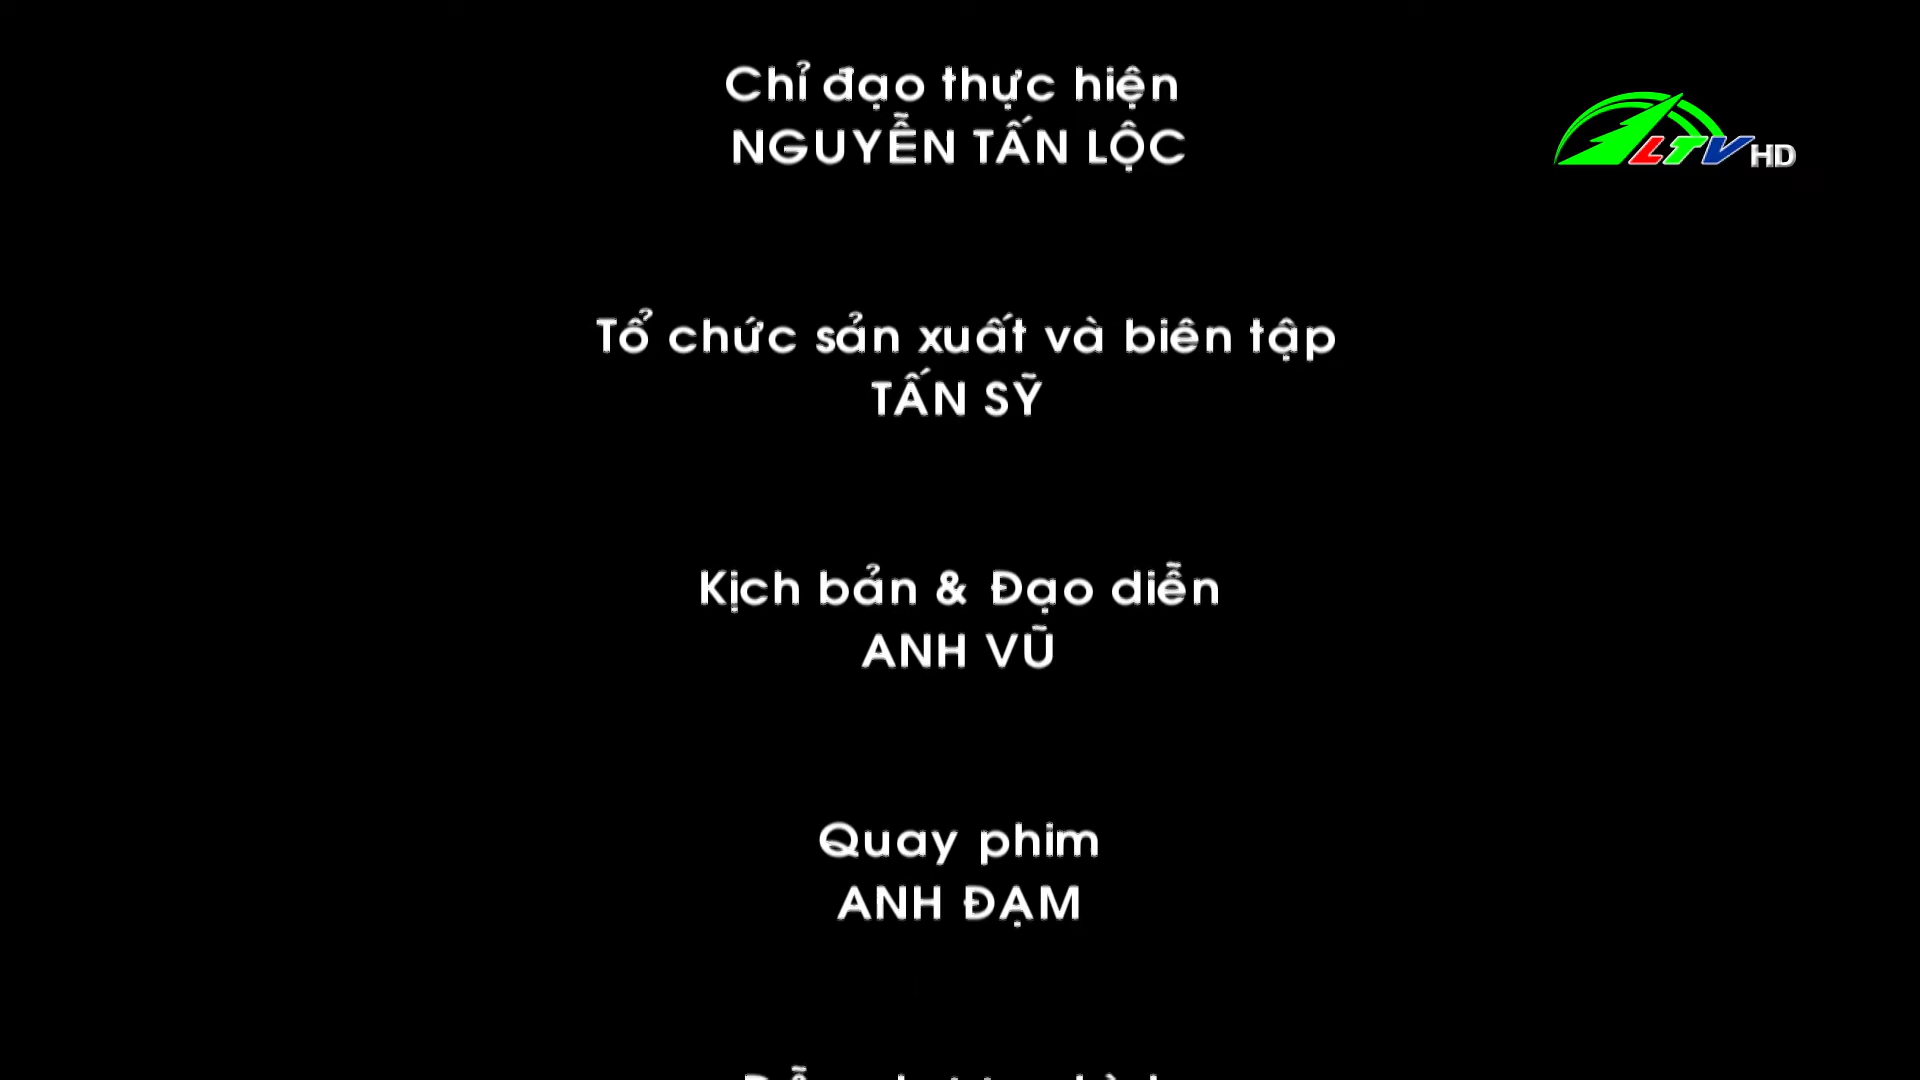 Chỉ đạo thực hiện
NGUYỄN TẤN LỘC
LTV HD
Tổ chức sản xuất và biên tập
TẤN SỸ
Kịch bản & Đạo diễn
ANH VŨ
Quay phim
ANH ĐẠM